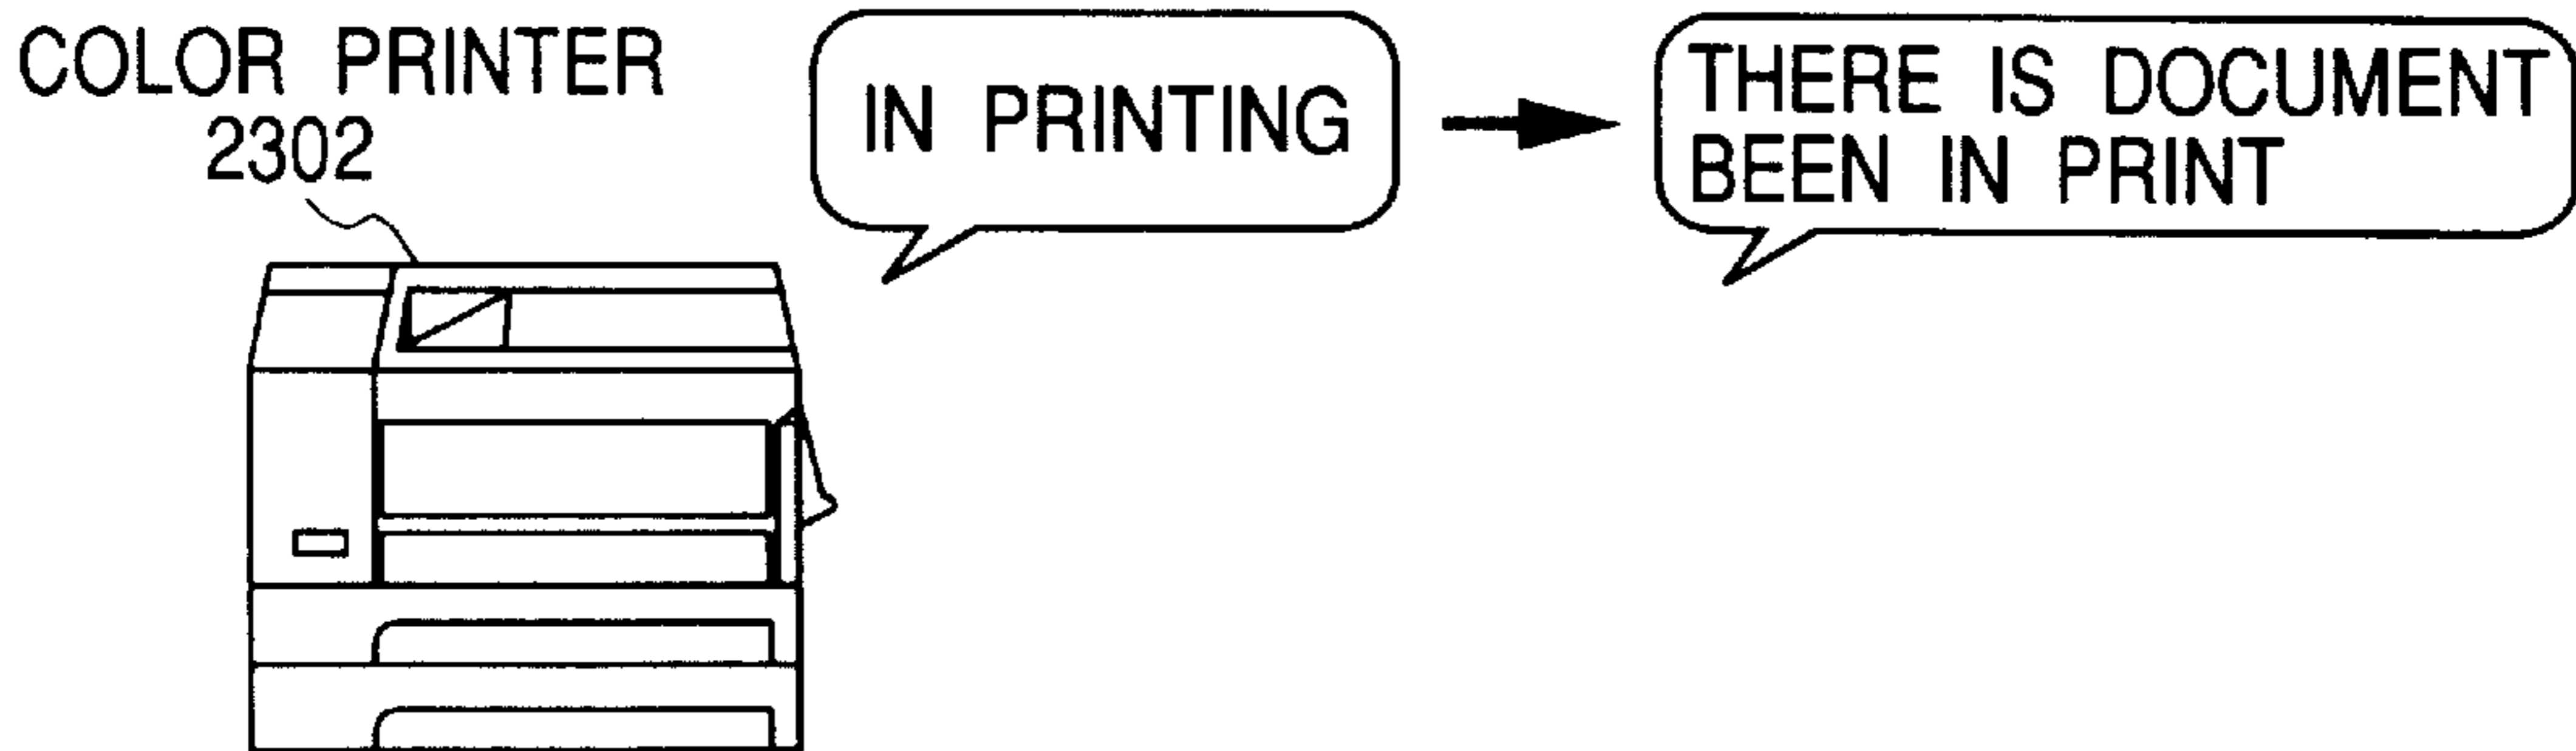 COLOR PRINTER
2302
IN PRINTING
THERE IS DOCUMENT
BEEN IN PRINT